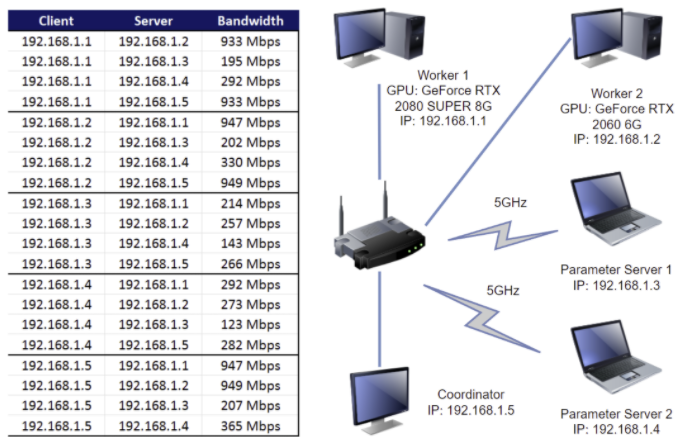 Client Server Bandwidth
192.168.1.1 192.168.1.2 933 Mbps
192.168.1.1 192.168.1.3 195 Mbps
192.168.1.1 192.168.1.4 292 Mbps
192.168.1.1 192.168.1.5 933 Mbps
192.168.1.2 192.168.1.1 947 Mbps
192.168.1.2 192.168.1.3 202 Mbps
192.168.1.2 192.168.1.4 330 Mbps
192.168.1.2 192.168.1.5 949 Mbps
192.168.1.3 192.168.1.1 214 Mbps
192.168.1.3 192.168.1.2 257 Mbps
192.168.1.3 192.168.1.4 143 Mbps
192.168.1.3 192.168.1.5 266 Mbps
192.168.1.4 192.168.1.1 292 Mbps
192.168.1.4 192.168.1.2 273 Mbps
192.168.1.4 192.168.1.3 123 Mbps
192.168.1.4 192.168.1.5 282 Mbps
192.168.1.5 192.168.1.1 947 Mbps
192.168.1.5 192.168.1.2 949 Mbps
192.168.1.5 192.168.1.3 207 Mbps
192.168.1.5 192.168.1.4 365 Mbps
Worker 1
GPU: GeForce RTX
2080 SUPER 8G
IP: 192.168.1.1
Worker 2
GPU: GeForce RTX
2060 6G
IP: 192.168.1.2
5GHz
Parameter Server 1
IP: 192.168.1.3
5GHz
Coordinator
IP: 192.168.1.5
Parameter Server 2
IP: 192.168.1.4